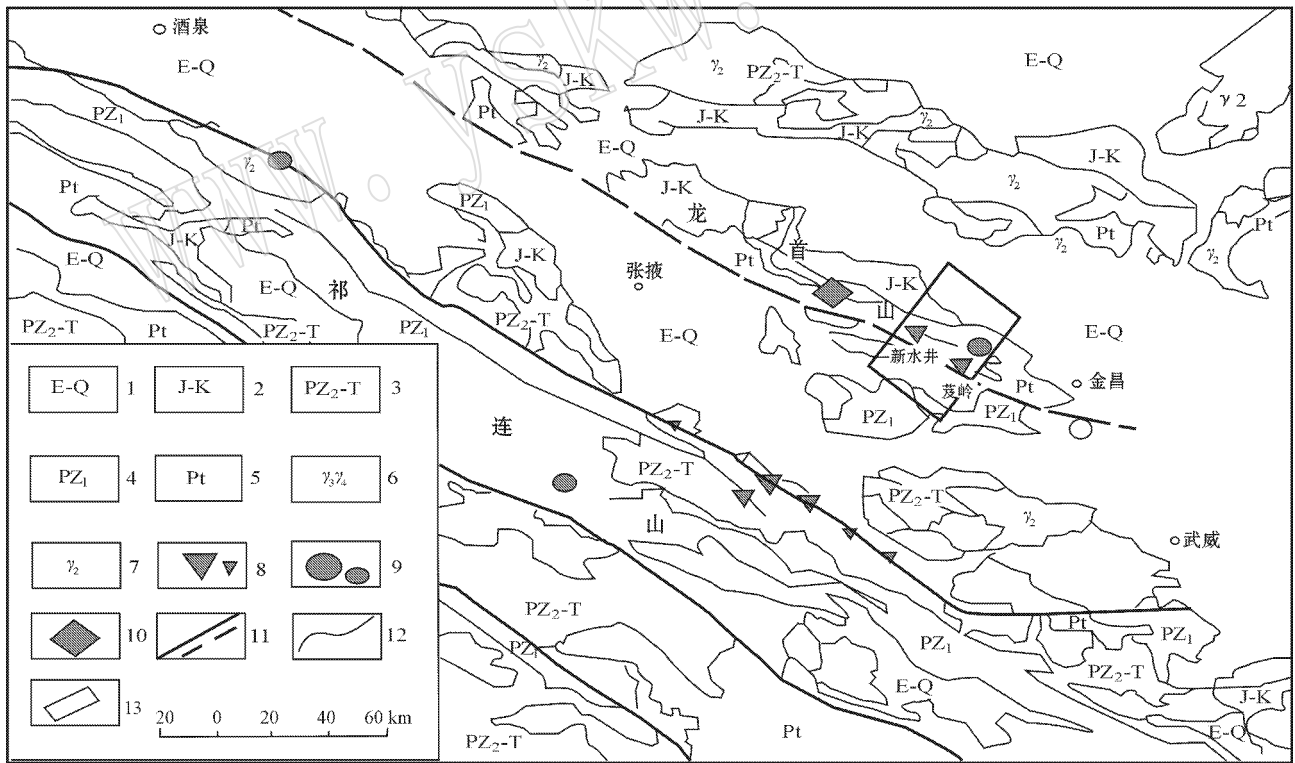 www.yskw.
酒泉
E-Q
γ₂
J-K
γ₂
PZ₂-T
E-Q
γ2
PZ₁
Pt
J-K
γ₂
J-K
E-Q
J-K
γ₂
Pt
J-K
龙
γ₂
Pt
Pt
PZ₁
J-K
Pt
E-Q
J-K
首
Pt
γ₂
γ₂
E-Q
祁
张掖
J-K
山
PZ₂-T
Pt
PZ₂-T
PZ₁
PZ₂-T
E-Q
新水井
E-Q
Pt
金昌
芨岭
PZ₁
PZ₁
连
山
PZ₂-T
PZ₂-T
γ₂
武威
PZ₂-T
PZ₁
PZ₁
Pt
PZ₁
PZ₂-T
E-Q
J-K
E-Q
PZ₂-T
Pt
E-Q 1 J-K 2 PZ₂-T 3
PZ₁ 4 Pt 5 γ₃γ₄ 6
γ₂ 7 8 9
10 11 12
13 20 0 20 40 60 km